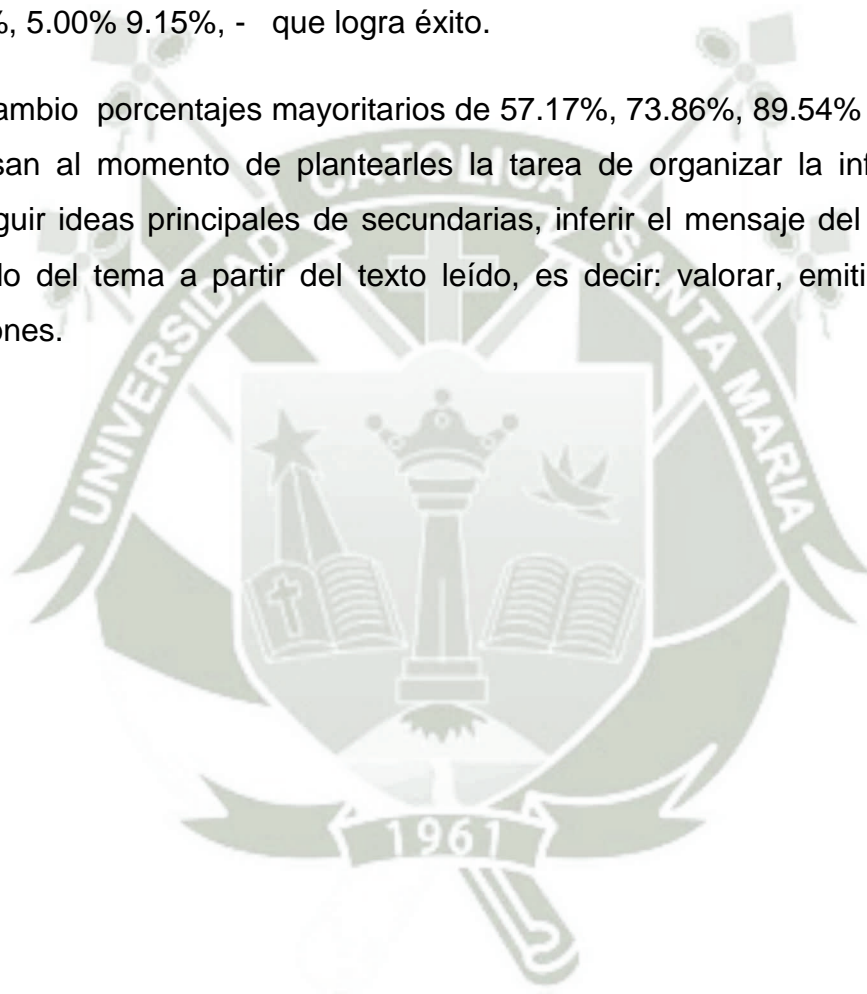 %, 5.00% 9.15%, - que logra éxito.
ambio porcentajes mayoritarios de 57.17%, 73.86%, 89.54%
san al momento de plantearles la tarea de organizar la inf
guir ideas principales de secundarias, inferir el mensaje del
do del tema a partir del texto leído, es decir: valorar, emiti
ones.
UNIVERSIDAD CATOLICA SANTA MARIA
1961